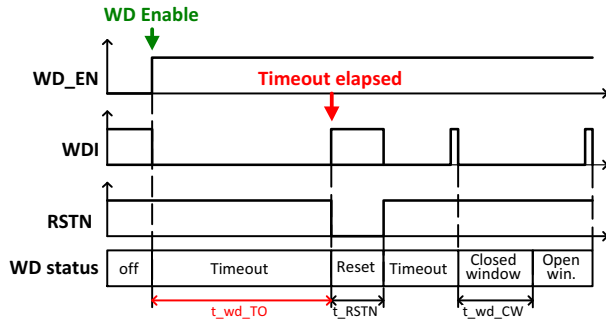 WD Enable
WD_EN
Timeout elapsed
WDI
RSTN
WD status
off
Timeout
Reset
Timeout
Closed
window
Open
win.
t_wd_TO
t_RSTN
t_wd_CW